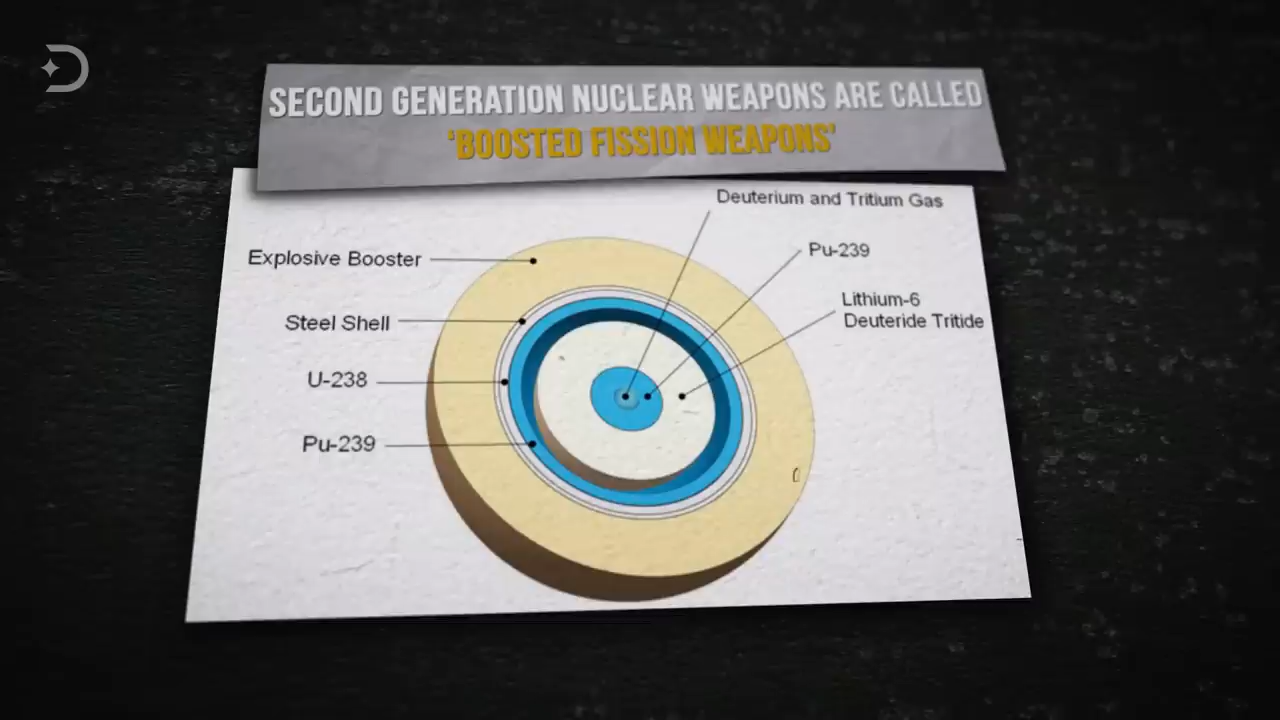 SECOND GENERATION NUCLEAR WEAPONS ARE CALLED
'BOOSTED FISSION WEAPONS'
Deuterium and Tritium Gas
Explosive Booster
Pu-239
Lithium-6
Deuteride Tritide
Steel Shell
U-238
Pu-239